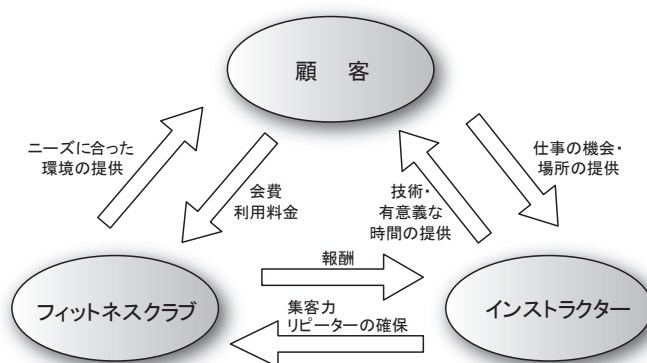 顧　客
ニーズに合った
環境の提供
会費
利用料金
技術・
有意義な
時間の提供
仕事の機会・
場所の提供
報酬
フィットネスクラブ
集客力
リピーターの確保
インストラクター